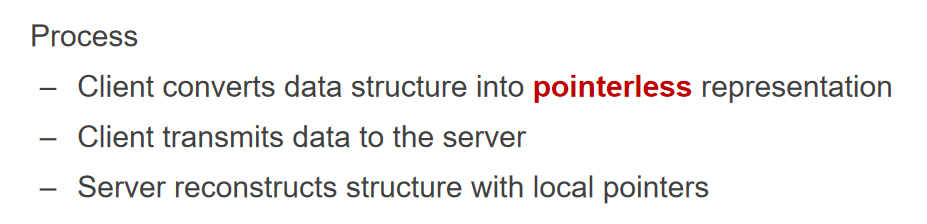 Process
– Client converts data structure into pointerless representation
– Client transmits data to the server
– Server reconstructs structure with local pointers